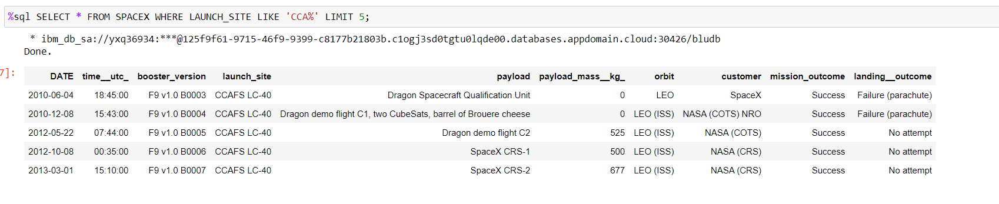 %sql SELECT * FROM SPACEX WHERE LAUNCH_SITE LIKE 'CCA%' LIMIT 5;
* ibm_db_sa://yxq36934:***@125f9f61-9715-46f9-9399-c8177b21803b.c1ogj3sd0tgtu0lqde00.databases.appdomain.cloud:30426/bludb
Done.
7]:
DATE time__utc_ booster_version launch_site payload payload_mass__kg_ orbit customer mission_outcome landing__outcome
2010-06-04 18:45:00 F9 v1.0 B0003 CCAFS LC-40 Dragon Spacecraft Qualification Unit 0 LEO SpaceX Success Failure (parachute)
2010-12-08 15:43:00 F9 v1.0 B0004 CCAFS LC-40 Dragon demo flight C1, two CubeSats, barrel of Brouere cheese 0 LEO (ISS) NASA (COTS) NRO Success Failure (parachute)
2012-05-22 07:44:00 F9 v1.0 B0005 CCAFS LC-40 Dragon demo flight C2 525 LEO (ISS) NASA (COTS) Success No attempt
2012-10-08 00:35:00 F9 v1.0 B0006 CCAFS LC-40 SpaceX CRS-1 500 LEO (ISS) NASA (CRS) Success No attempt
2013-03-01 15:10:00 F9 v1.0 B0007 CCAFS LC-40 SpaceX CRS-2 677 LEO (ISS) NASA (CRS) Success No attempt